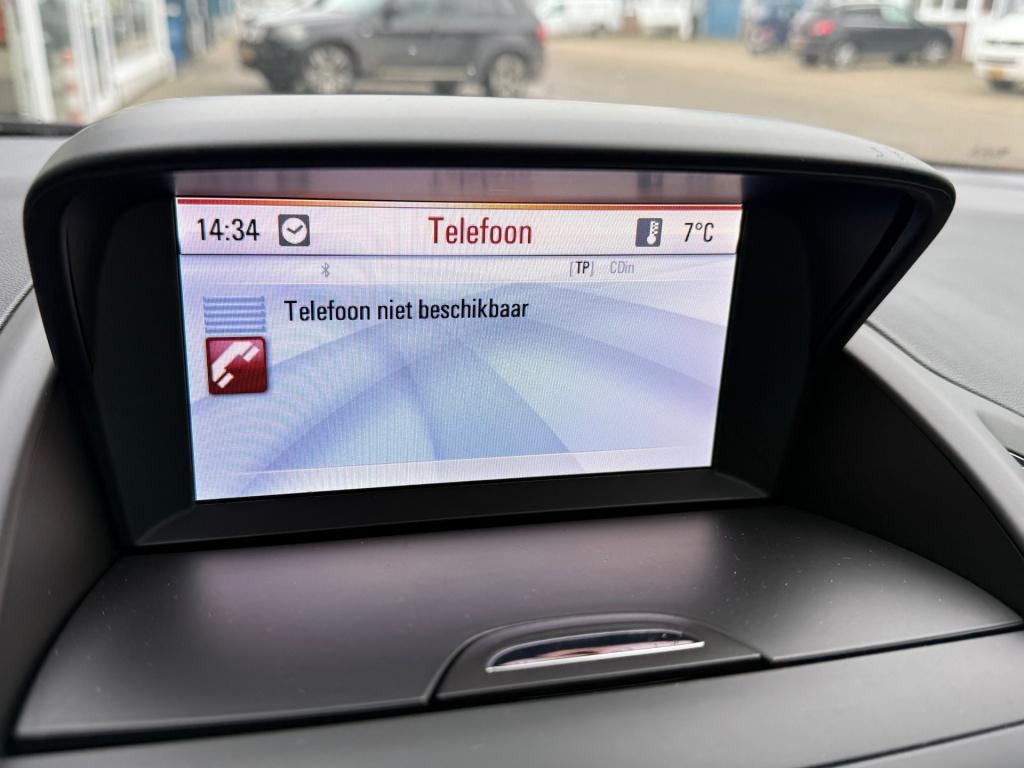 14:34 Telefoon 7°C
[TP] CDin
Telefoon niet beschikbaar